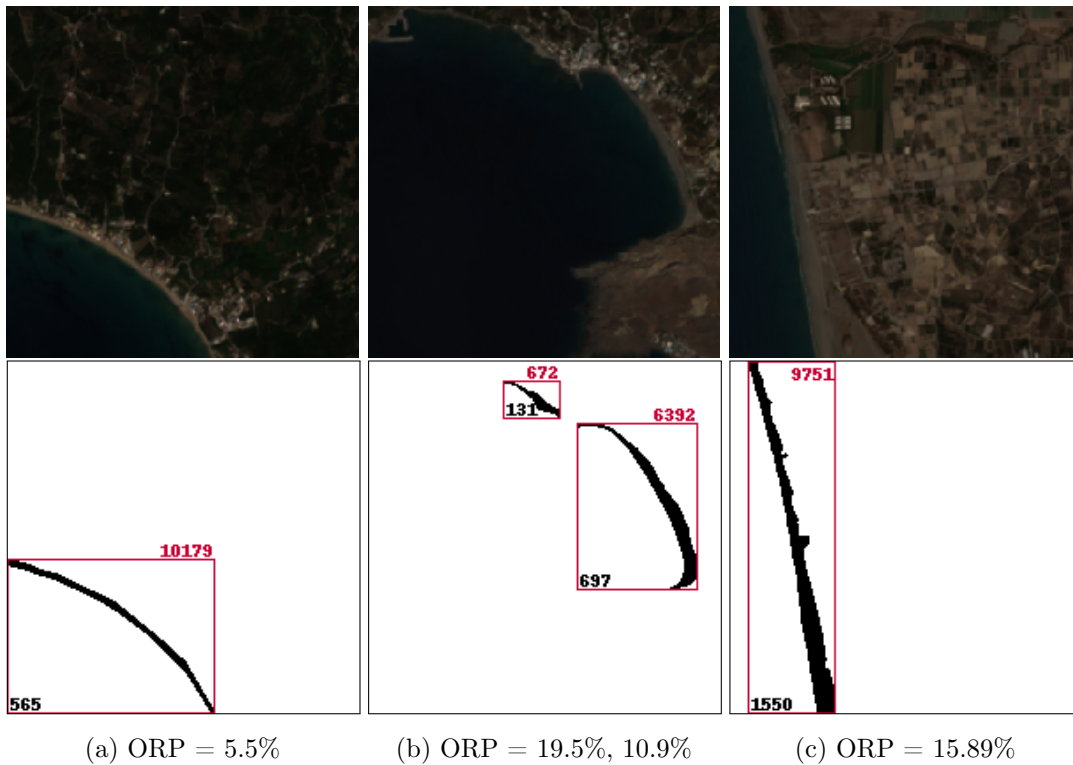 672
131
6392
697
9751
1550
10179
565
(a) ORP = 5.5%
(b) ORP = 19.5%, 10.9%
(c) ORP = 15.89%